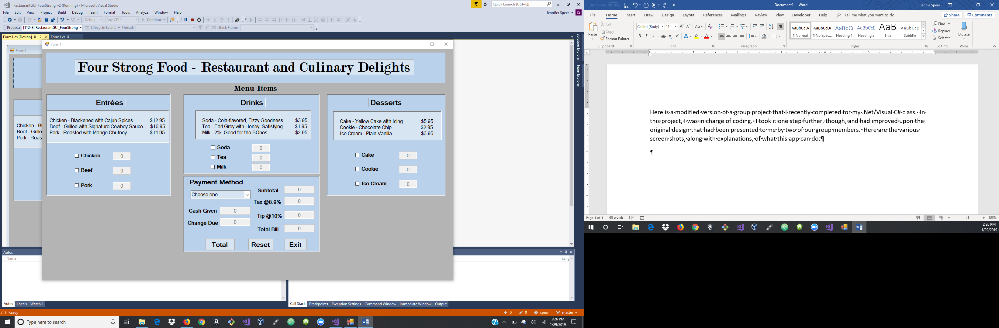 RestaurantGUI_FourStrong_v2 (Running) - Microsoft Visual Studio
Quick Launch (Ctrl+Q)
File Edit View Project Build Debug Team Format Tools Analyze Window Help
Jennifer Speer JS
Debug Any CPU Continue
Process: [11248] RestaurantGUI_FourStrong Lifecycle Events Thread: Stack Frame:
Form1.cs [Design] Form1.cs
Form1
Form1
Four Strong Food - Restaurant and Culinary Delights
Menu Items
Entrées
Chicken - Blackened with Cajun Spices $12.95
Beef - Grilled with Signature Cowboy Sauce $16.95
Pork - Roasted with Mango Chutney $14.95
Chicken 0
Beef 0
Pork 0
Drinks
Soda - Cola-flavored; Fizzy Goodness $3.95
Tea - Earl Grey with Honey; Satisfying $1.95
Milk - 2%; Good for the BOnes $2.95
Soda 0
Tea 0
Milk 0
Desserts
Cake - Yellow Cake with Icing $5.95
Cookie - Chocolate Chip $2.95
Ice Cream - Plain Vanilla $3.95
Cake 0
Cookie 0
Ice Cream 0
Payment Method
Choose one
Subtotal 0
Tax @8.9% 0
Cash Given 0
Tip @10% 0
Change Due 0
Total Bill 0
Total Reset Exit
Chicken - Bl
Beef - Grille
Pork - Roas
Solution Explorer
Team Explorer
Autos
Name
Lang
Autos Locals Watch 1
Call Stack Breakpoints Exception Settings Command Window Immediate Window Output
Ready
0 0 speer master
Type here to search
2:26 PM
1/29/2019
AutoSave Off
Document1 - Word
Jennie Speer
File Home Insert Draw Design Layout References Mailings Review View Developer Help Tell me what you want to do
Share Comments
Paste
Cut
Copy
Format Painter
Calibri (Body) 11
AaBbCcDc AaBbCcDc AaBbCc AaBbCcE AaB AaBbCcD
¶ Normal ¶ No Spac... Heading 1 Heading 2 Title Subtitle
Find
Replace
Select
Dictate
Clipboard Font Paragraph Styles Editing Voice
1 1 2 3 4 5 6 7
Here is a modified version of a group project that I recently completed for my .Net/Visual C# class. In
this project, I was in charge of coding. I took it one step further, though, and had improved upon the
original design that had been presented to me by two of our group members. Here are the various
screen shots, along with explanations, of what this app can do:¶
¶
Page 1 of 1 68 words
150%
2:26 PM
1/29/2019